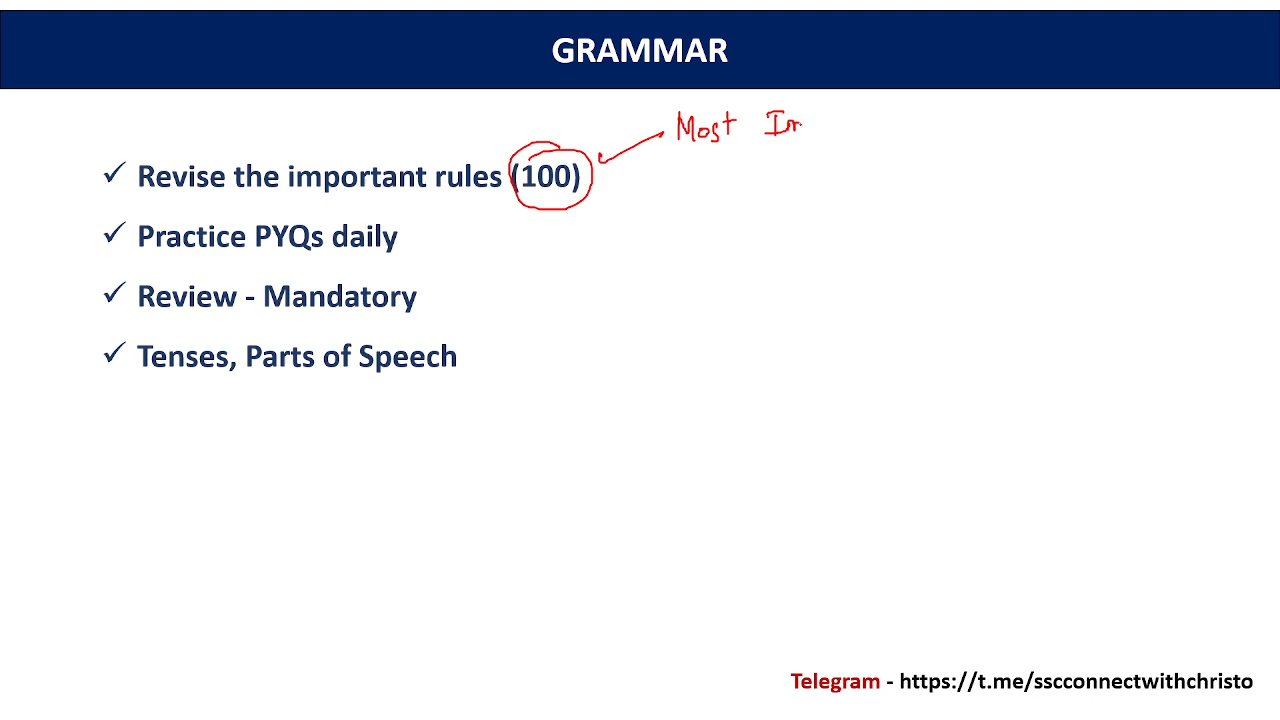 GRAMMAR
Most
✓ Revise the important rules (100)
✓ Practice PYQs daily
✓ Review - Mandatory
✓ Tenses, Parts of Speech
Telegram - https://t.me/sscconnectwithchristo